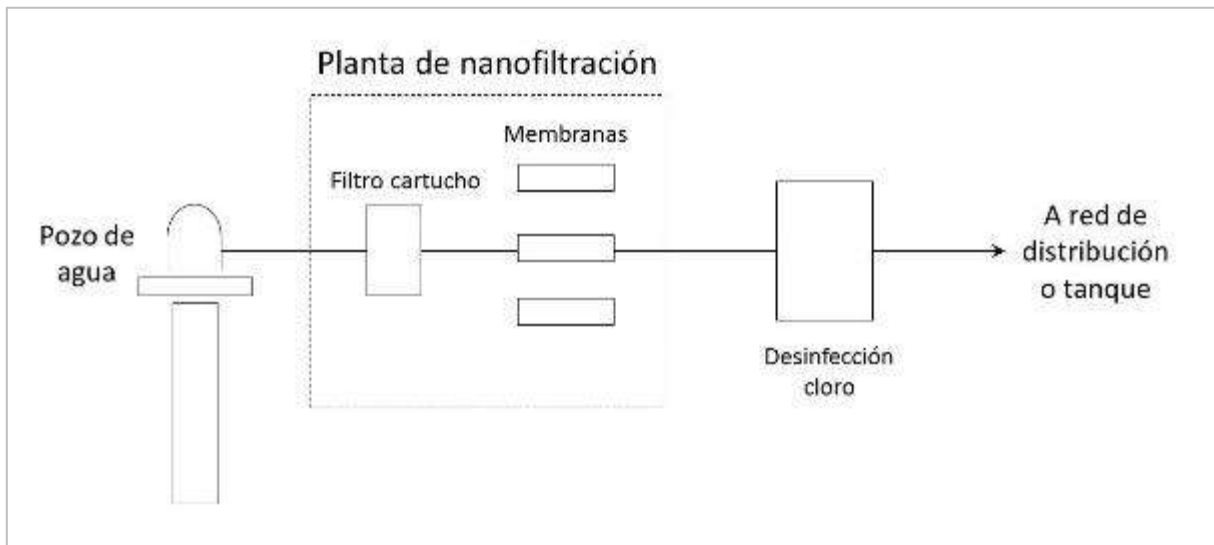 Planta de nanofiltración
Membranas
Filtro cartucho
Pozo de
agua
A red de
distribución
o tanque
Desinfección
cloro